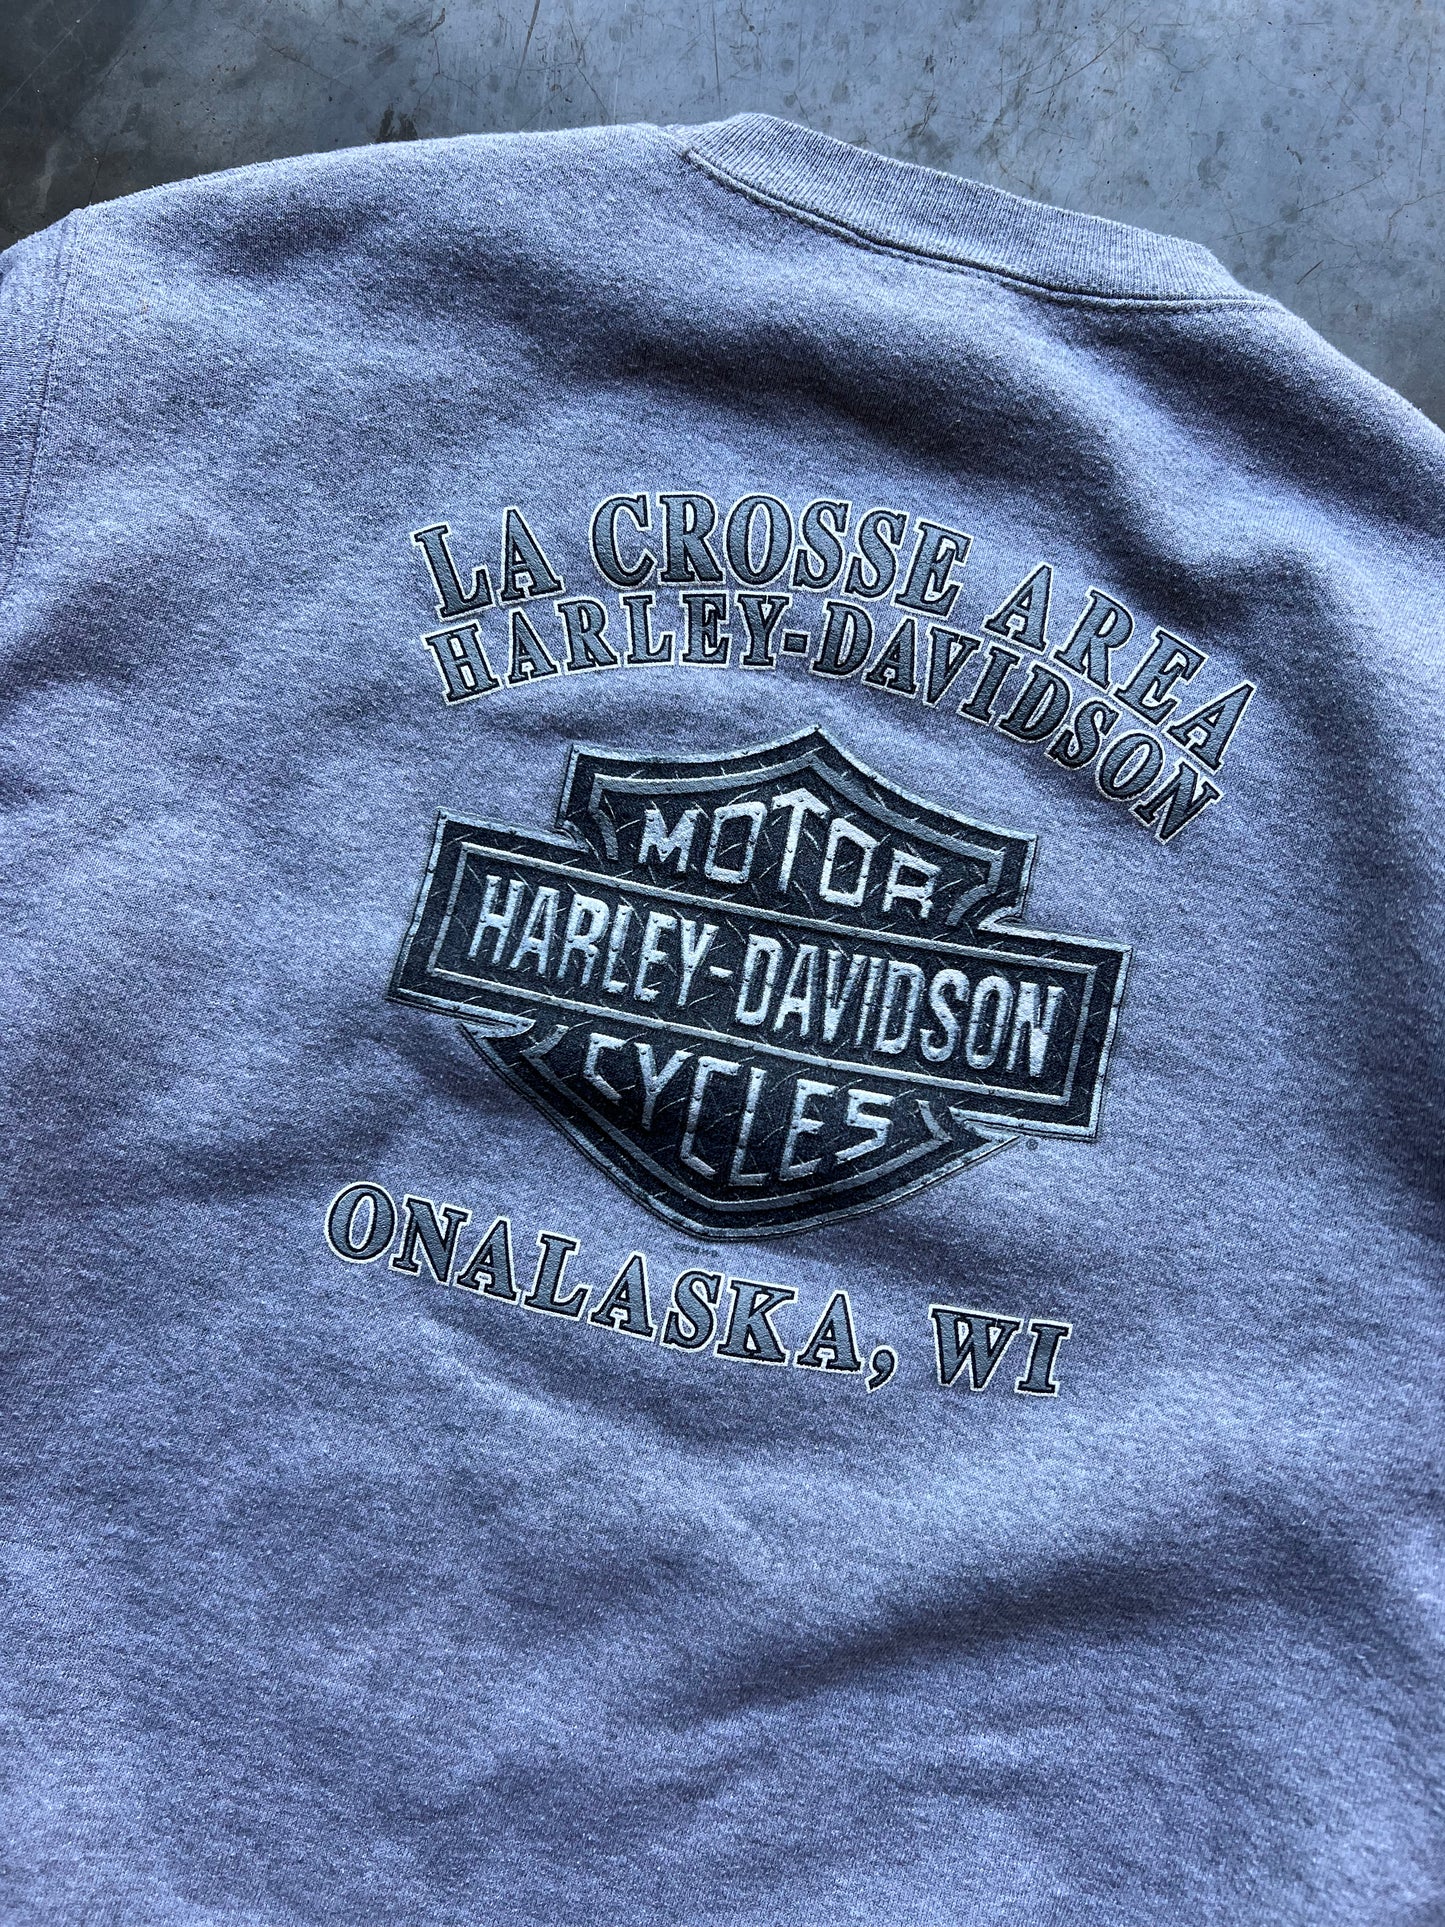 LA CROSSE AREA
HARLEY-DAVIDSON
MOTOR
HARLEY-DAVIDSON
CYCLES
®
ONALASKA, WI